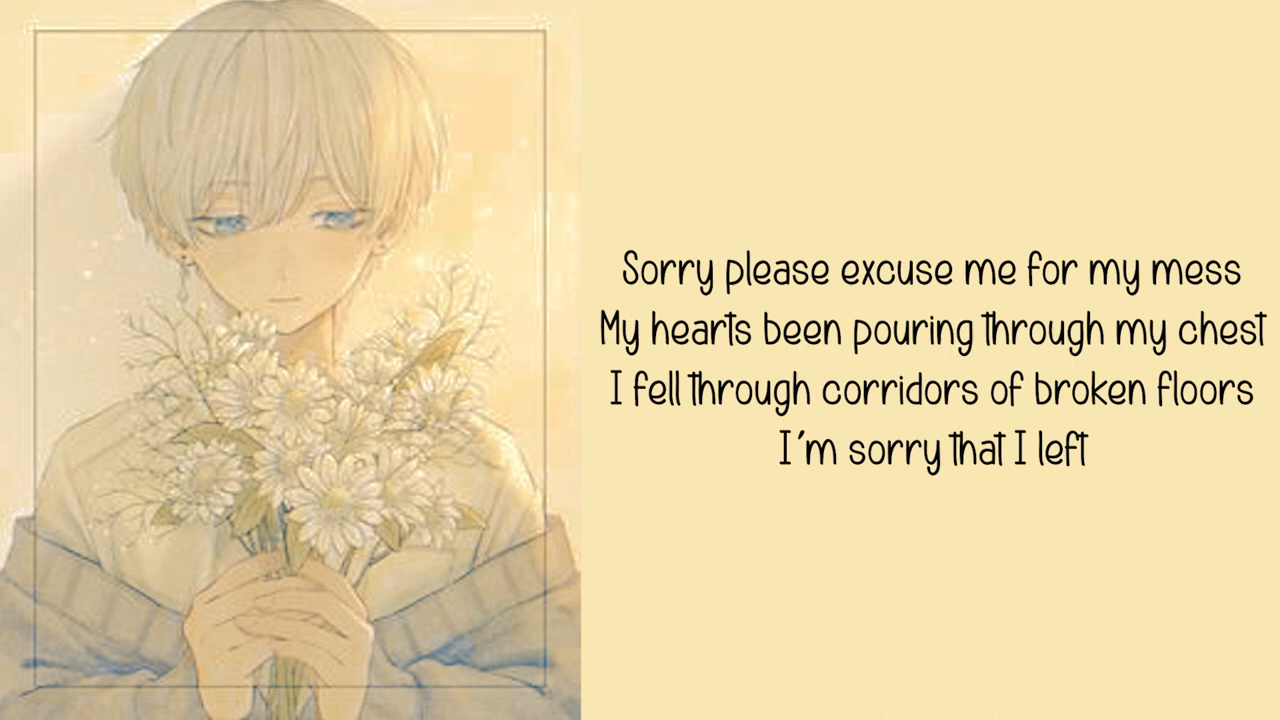 Sorry please excuse me for my mess
My hearts been pouring through my chest
I fell through corridors of broken floors
I'm sorry that I left